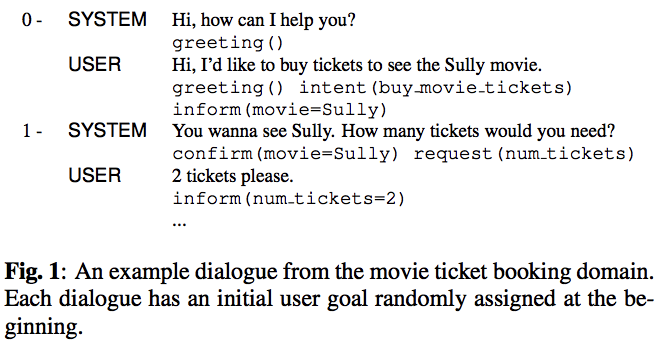 0 - SYSTEM Hi, how can I help you?
greeting()
USER Hi, I'd like to buy tickets to see the Sully movie.
greeting() intent(buy_movie_tickets)
inform(movie=Sully)
1 - SYSTEM You wanna see Sully. How many tickets would you need?
confirm(movie=Sully) request(num_tickets)
USER 2 tickets please.
inform(num_tickets=2)
...
Fig. 1: An example dialogue from the movie ticket booking domain.
Each dialogue has an initial user goal randomly assigned at the be-
ginning.